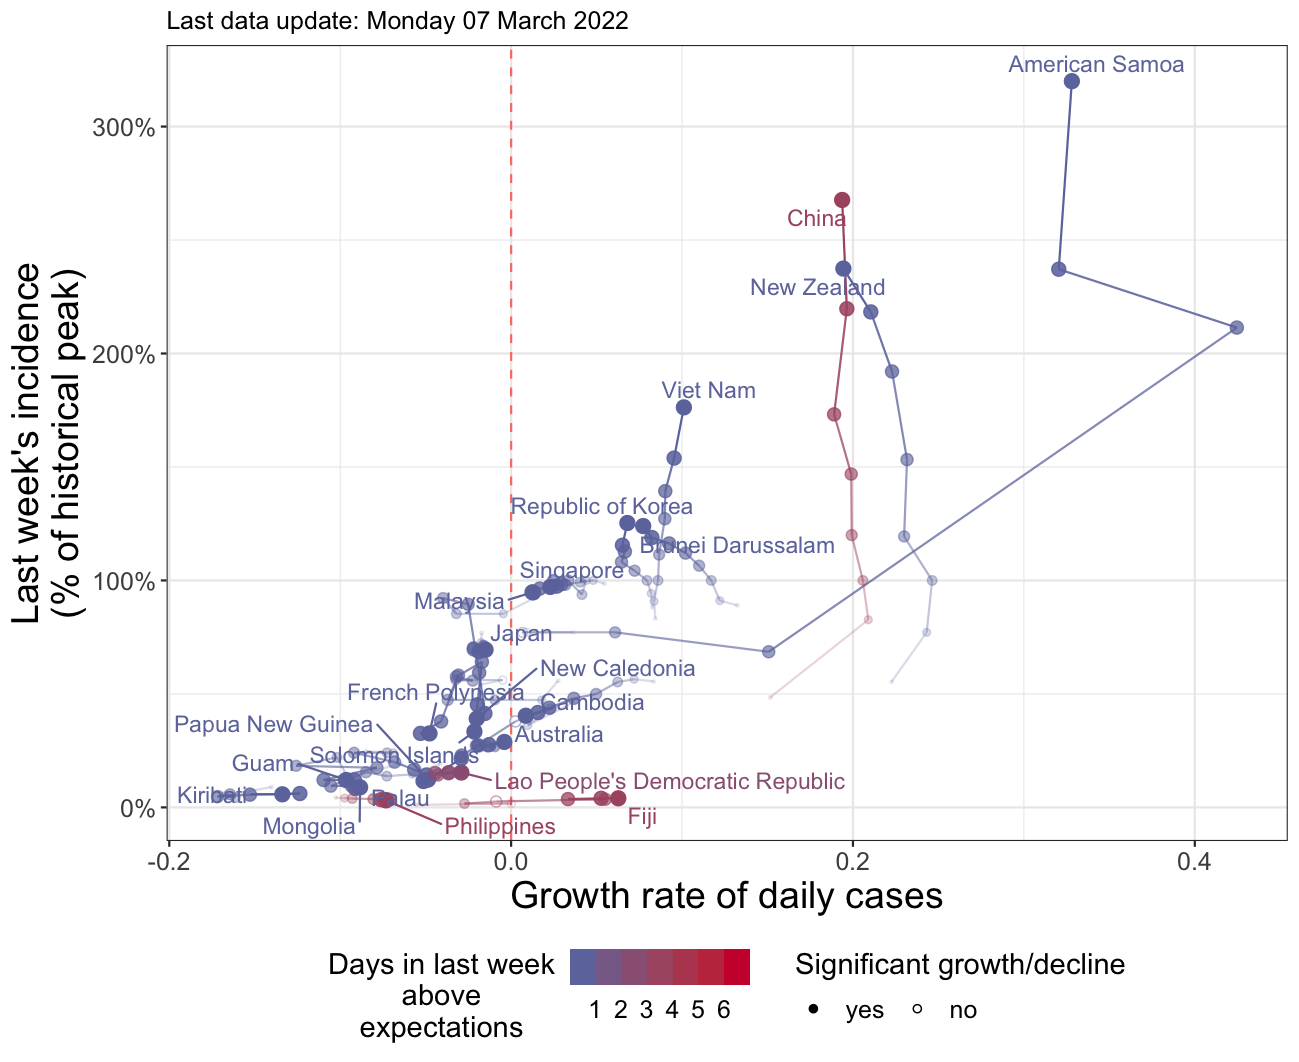 Last data update: Monday 07 March 2022
American Samoa
300%
China
New Zealand
200%
Viet Nam
Republic of Korea
Brunei Darussalam
100%
Singapore
Malaysia
Japan
New Caledonia
French Polynesia
Cambodia
Papua New Guinea
Australia
Solomon Islands
Guam
Lao People's Democratic Republic
Kiribati
Palau
0%
Fiji
Mongolia
Philippines
-0.2
0.0
0.2
0.4
Last week's incidence
(% of historical peak)
Growth rate of daily cases
Days in last week
above
expectations
1 2 3 4 5 6
Significant growth/decline
yes
no